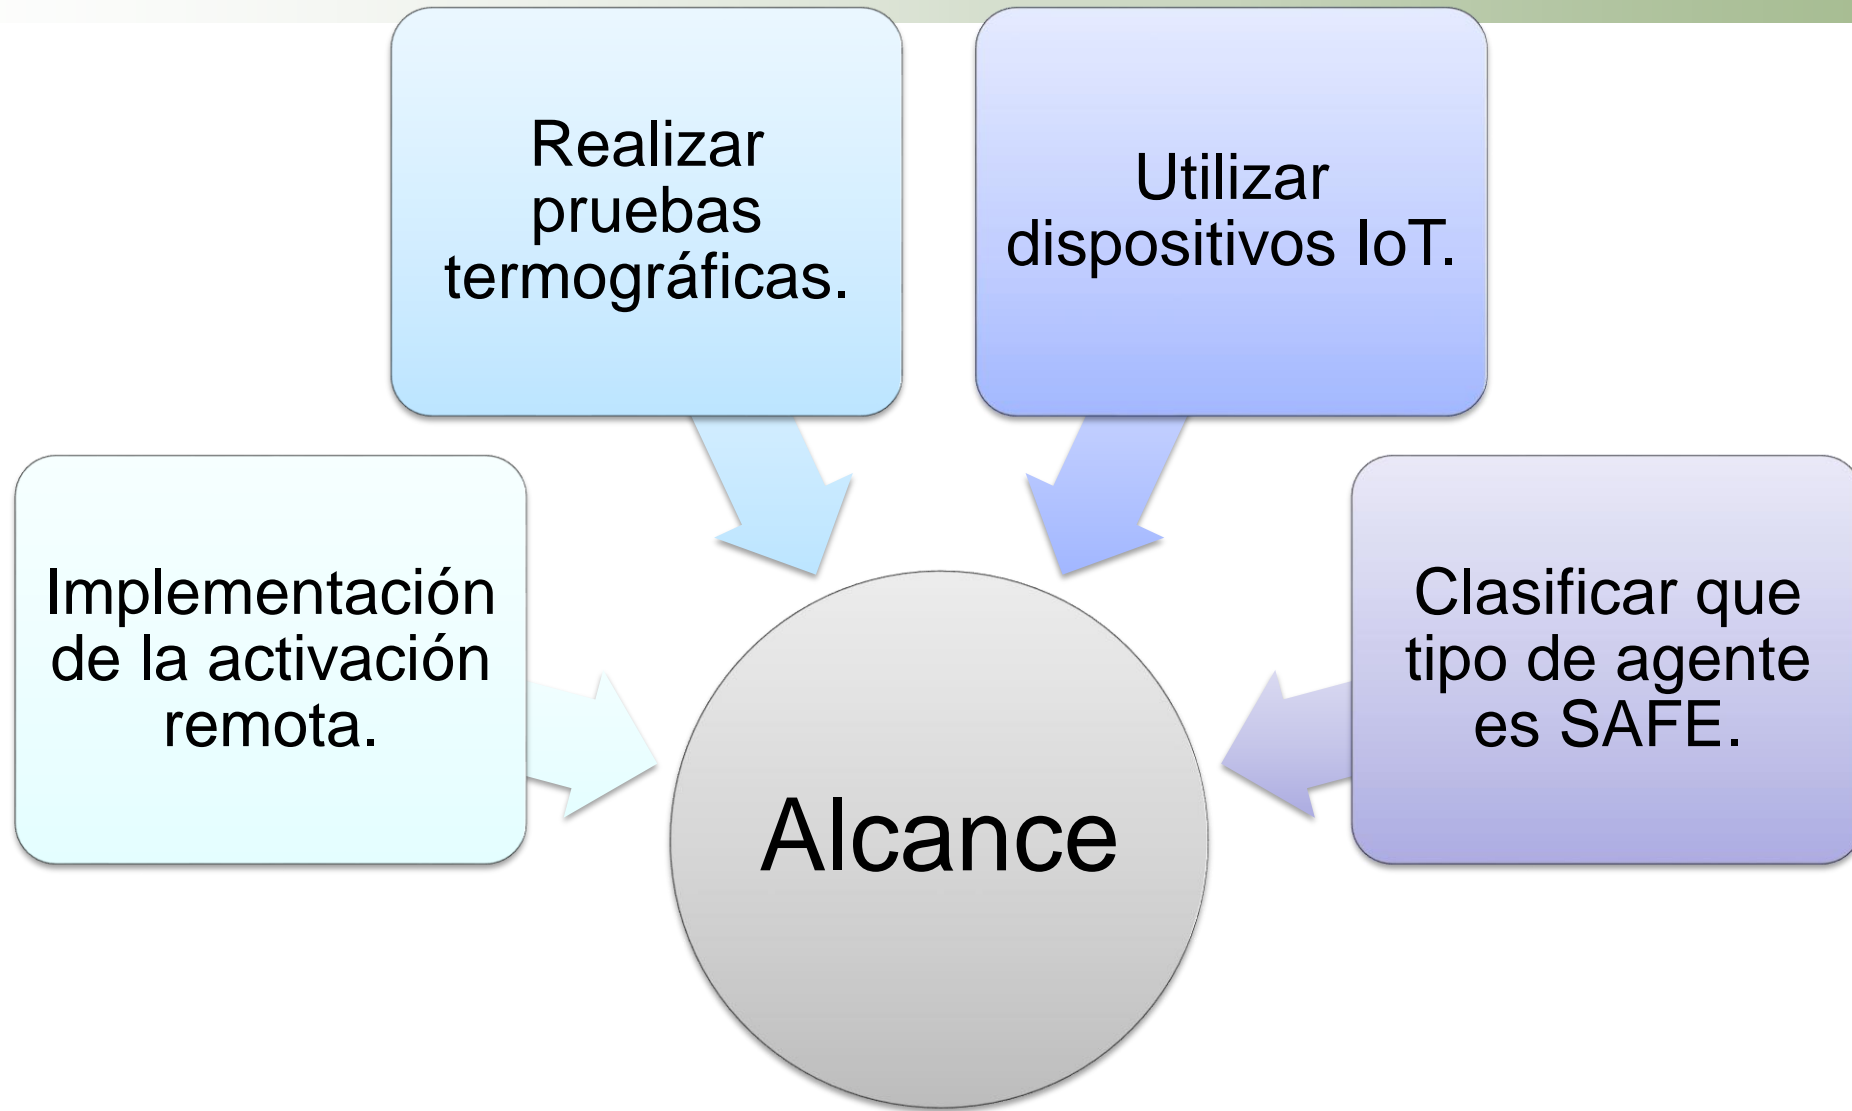 Realizar
pruebas
termográficas.
Utilizar
dispositivos IoT.
Implementación
de la activación
remota.
Clasificar que
tipo de agente
es SAFE.
Alcance